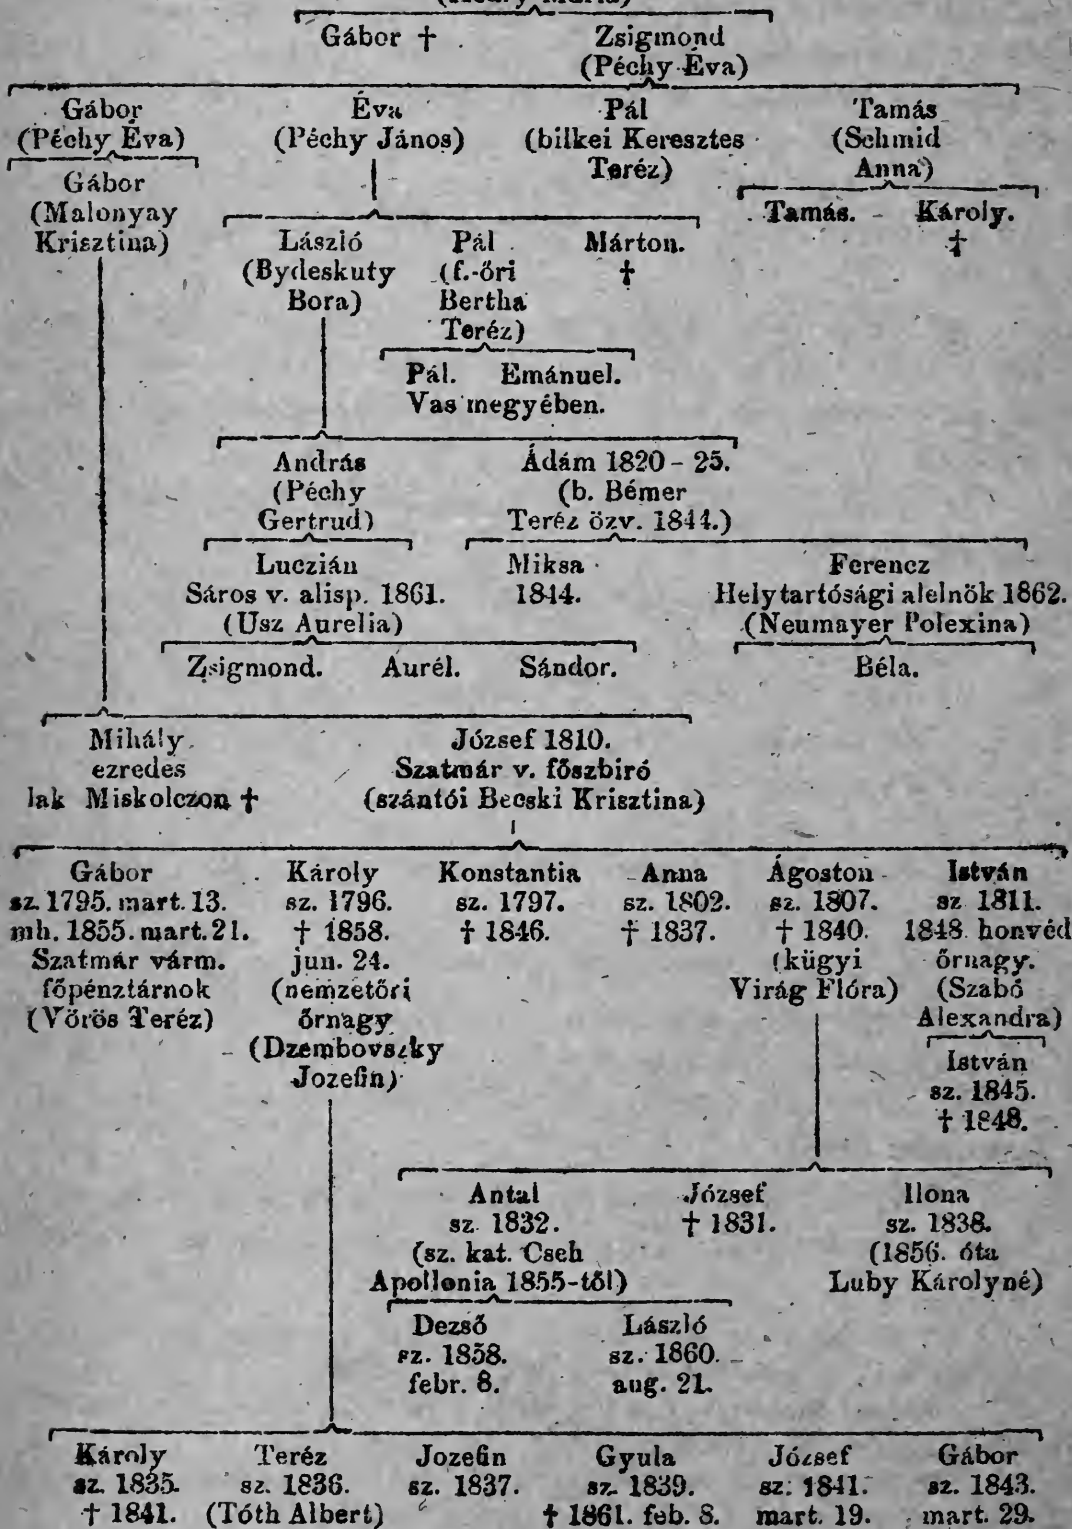 Gábor † Zsigmond
(Péchy Éva)
Gábor Éva Pál Tamás
(Péchy Éva) (Péchy János) (bilkei Keresztes (Schmid
Teréz) Anna)
Gábor
(Malonyay Tamás. - Károly.
Krisztina) †
László Pál Márton.
(Bydeskuty (f.-őri †
Bora) Bertha
Teréz)
Pál. Emánuel.
Vas megyében.
András Ádám 1820 - 25.
(Péchy (b. Bémer
Gertrud) Teréz özv. 1844.)
Luczián Miksa Ferencz
Sáros v. alisp. 1861. 1844. Helytartósági alelnök 1862.
(Usz Aurelia) (Neumayer Polexina)
Zsigmond. Aurél. Sándor. Béla.
Mihály József 1810.
ezredes Szatmár v. főszbiró
lak Miskolczon † (szántói Becski Krisztina)
Gábor Károly Konstantia Anna Ágoston István
sz. 1795. mart. 13. sz. 1796. sz. 1797. sz. 1802. sz. 1807. sz 1811.
mh. 1855. mart. 21. † 1858. † 1846. † 1837. † 1840. 1848. honvéd
Szatmár várm. jun. 24. (kügyi őrnagy.
főpénztárnok (nemzetőri Virág Flóra) (Szabó
(Vörös Teréz) őrnagy Alexandra)
(Dzembovszky István
Jozefin) sz. 1845.
† 1848.
Antal József Ilona
sz. 1832. † 1831. sz. 1838.
(sz. kat. Cseh (1856. óta
Apollonia 1855-től) Luby Károlyné)
Dezső László
sz. 1858. sz. 1860.
febr. 8. aug. 21.
Károly Teréz Jozefin Gyula József Gábor
sz. 1835. sz. 1836. sz. 1837. sz. 1839. sz. 1841. sz. 1843.
† 1841. (Tóth Albert) † 1861. feb. 8. mart. 19. mart. 29.